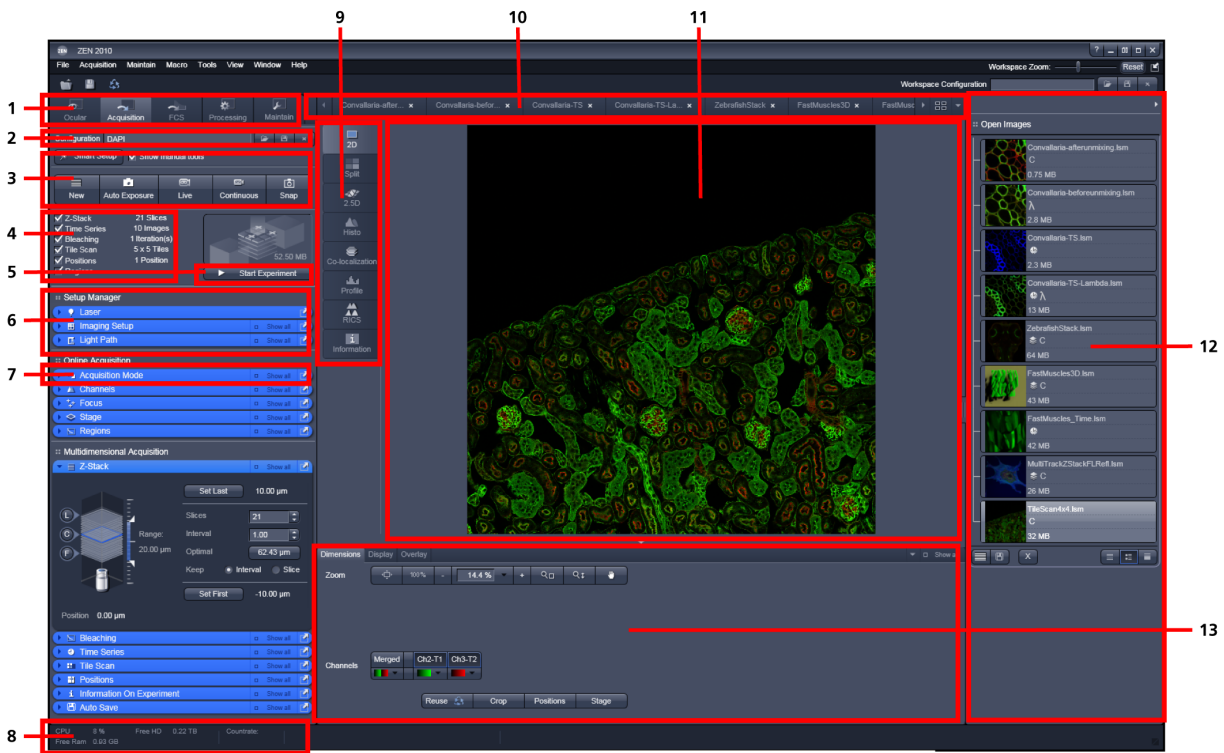 9 10 11
ZEN 2010
File Acquisition Maintain Macro Tools View Window Help
Workspace Zoom: Reset
Workspace Configuration
1
Ocular Acquisition FCS Processing Maintain
Convallaria-after... Convallaria-befor... Convallaria-TS Convallaria-TS-La... ZebrafishStack FastMuscles3D FastMusc
2
Configuration DAPI
Smart Setup Show manual tools
3
New Auto Exposure Live Continuous Snap
4
Z-Stack 21 Slices
Time Series 10 Images
Bleaching 1 Iteration(s)
Tile Scan 5 x 5 Tiles
Positions 1 Position
Regions
52.50 MB
5
Start Experiment
6
Setup Manager
Laser
Imaging Setup Show all
Light Path Show all
7
Online Acquisition
Acquisition Mode Show all
Channels Show all
Focus Show all
Stage Show all
Regions Show all
Multidimensional Acquisition
Z-Stack Show all
Set Last 10.00 µm
L
C
F
Range:
20.00 µm
Slices 21
Interval 1.00
Optimal 62.43 µm
Keep Interval Slice
Set First -10.00 µm
Position 0.00 µm
Bleaching Show all
Time Series Show all
Tile Scan Show all
Positions Show all
Information On Experiment Show all
Auto Save Show all
8
CPU 8 % Free HD 0.22 TB Countrate:
Free Ram 0.93 GB
2D
Split
2.5D
Histo
Co-localization
Profile
RICS
Information
Dimensions Display Overlay Show a
Zoom 100% - 14.4 % +
Channels Merged Ch2-T1 Ch3-T2
Reuse Crop Positions Stage
Open Images
Convallaria-afterunmixing.lsm
C
0.75 MB
Convallaria-beforeunmixing.lsm
λ
2.8 MB
Convallaria-TS.lsm
2.3 MB
Convallaria-TS-Lambda.lsm
λ
13 MB
ZebrafishStack.lsm
C
64 MB
FastMuscles3D.lsm
C
43 MB
FastMuscles_Time.lsm
42 MB
MultiTrackZStackFLRefl.lsm
C
26 MB
TileScan4x4.lsm
C
32 MB
X
12
13